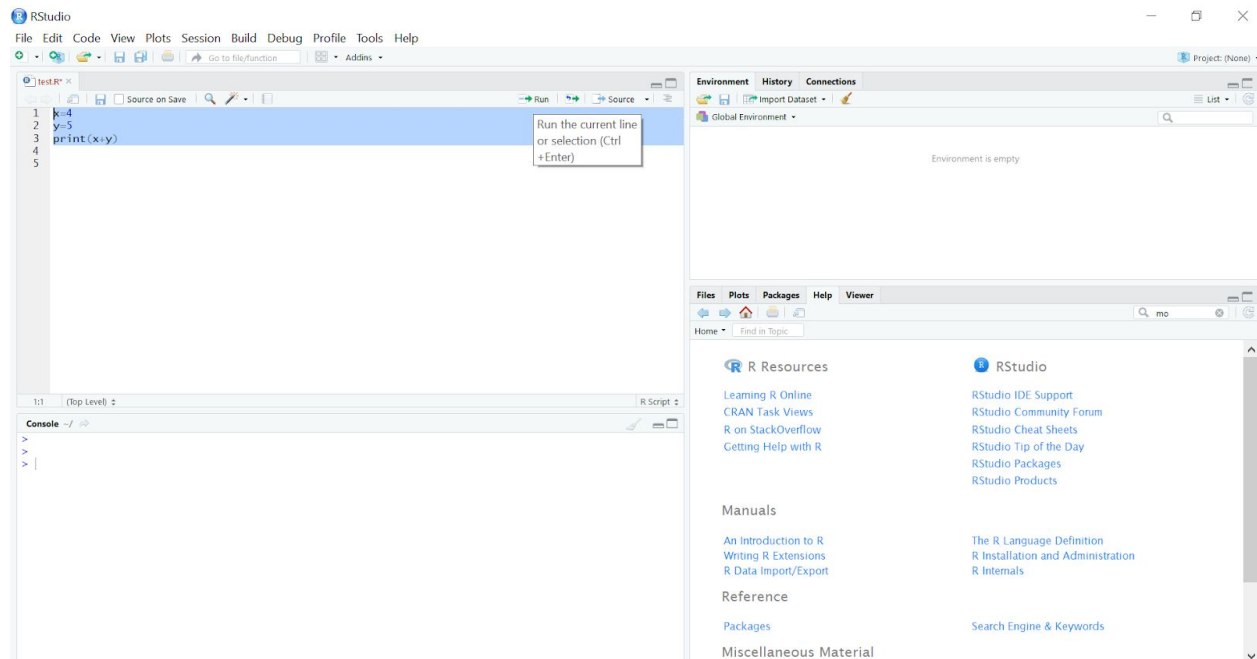 RStudio
File Edit Code View Plots Session Build Debug Profile Tools Help
Go to file/function Addins Project: (None)
test.R*
Source on Save Run Source
1 x=4
2 y=5
3 print(x+y)
4
5
Run the current line
or selection (Ctrl
+Enter)
1:1 (Top Level) R Script
Console ~/
>
>
>
Environment History Connections
Import Dataset List
Global Environment
Environment is empty
Files Plots Packages Help Viewer
mo
Home Find in Topic
R Resources
Learning R Online
CRAN Task Views
R on StackOverflow
Getting Help with R
RStudio
RStudio IDE Support
RStudio Community Forum
RStudio Cheat Sheets
RStudio Tip of the Day
RStudio Packages
RStudio Products
Manuals
An Introduction to R
Writing R Extensions
R Data Import/Export
The R Language Definition
R Installation and Administration
R Internals
Reference
Packages
Search Engine & Keywords
Miscellaneous Material